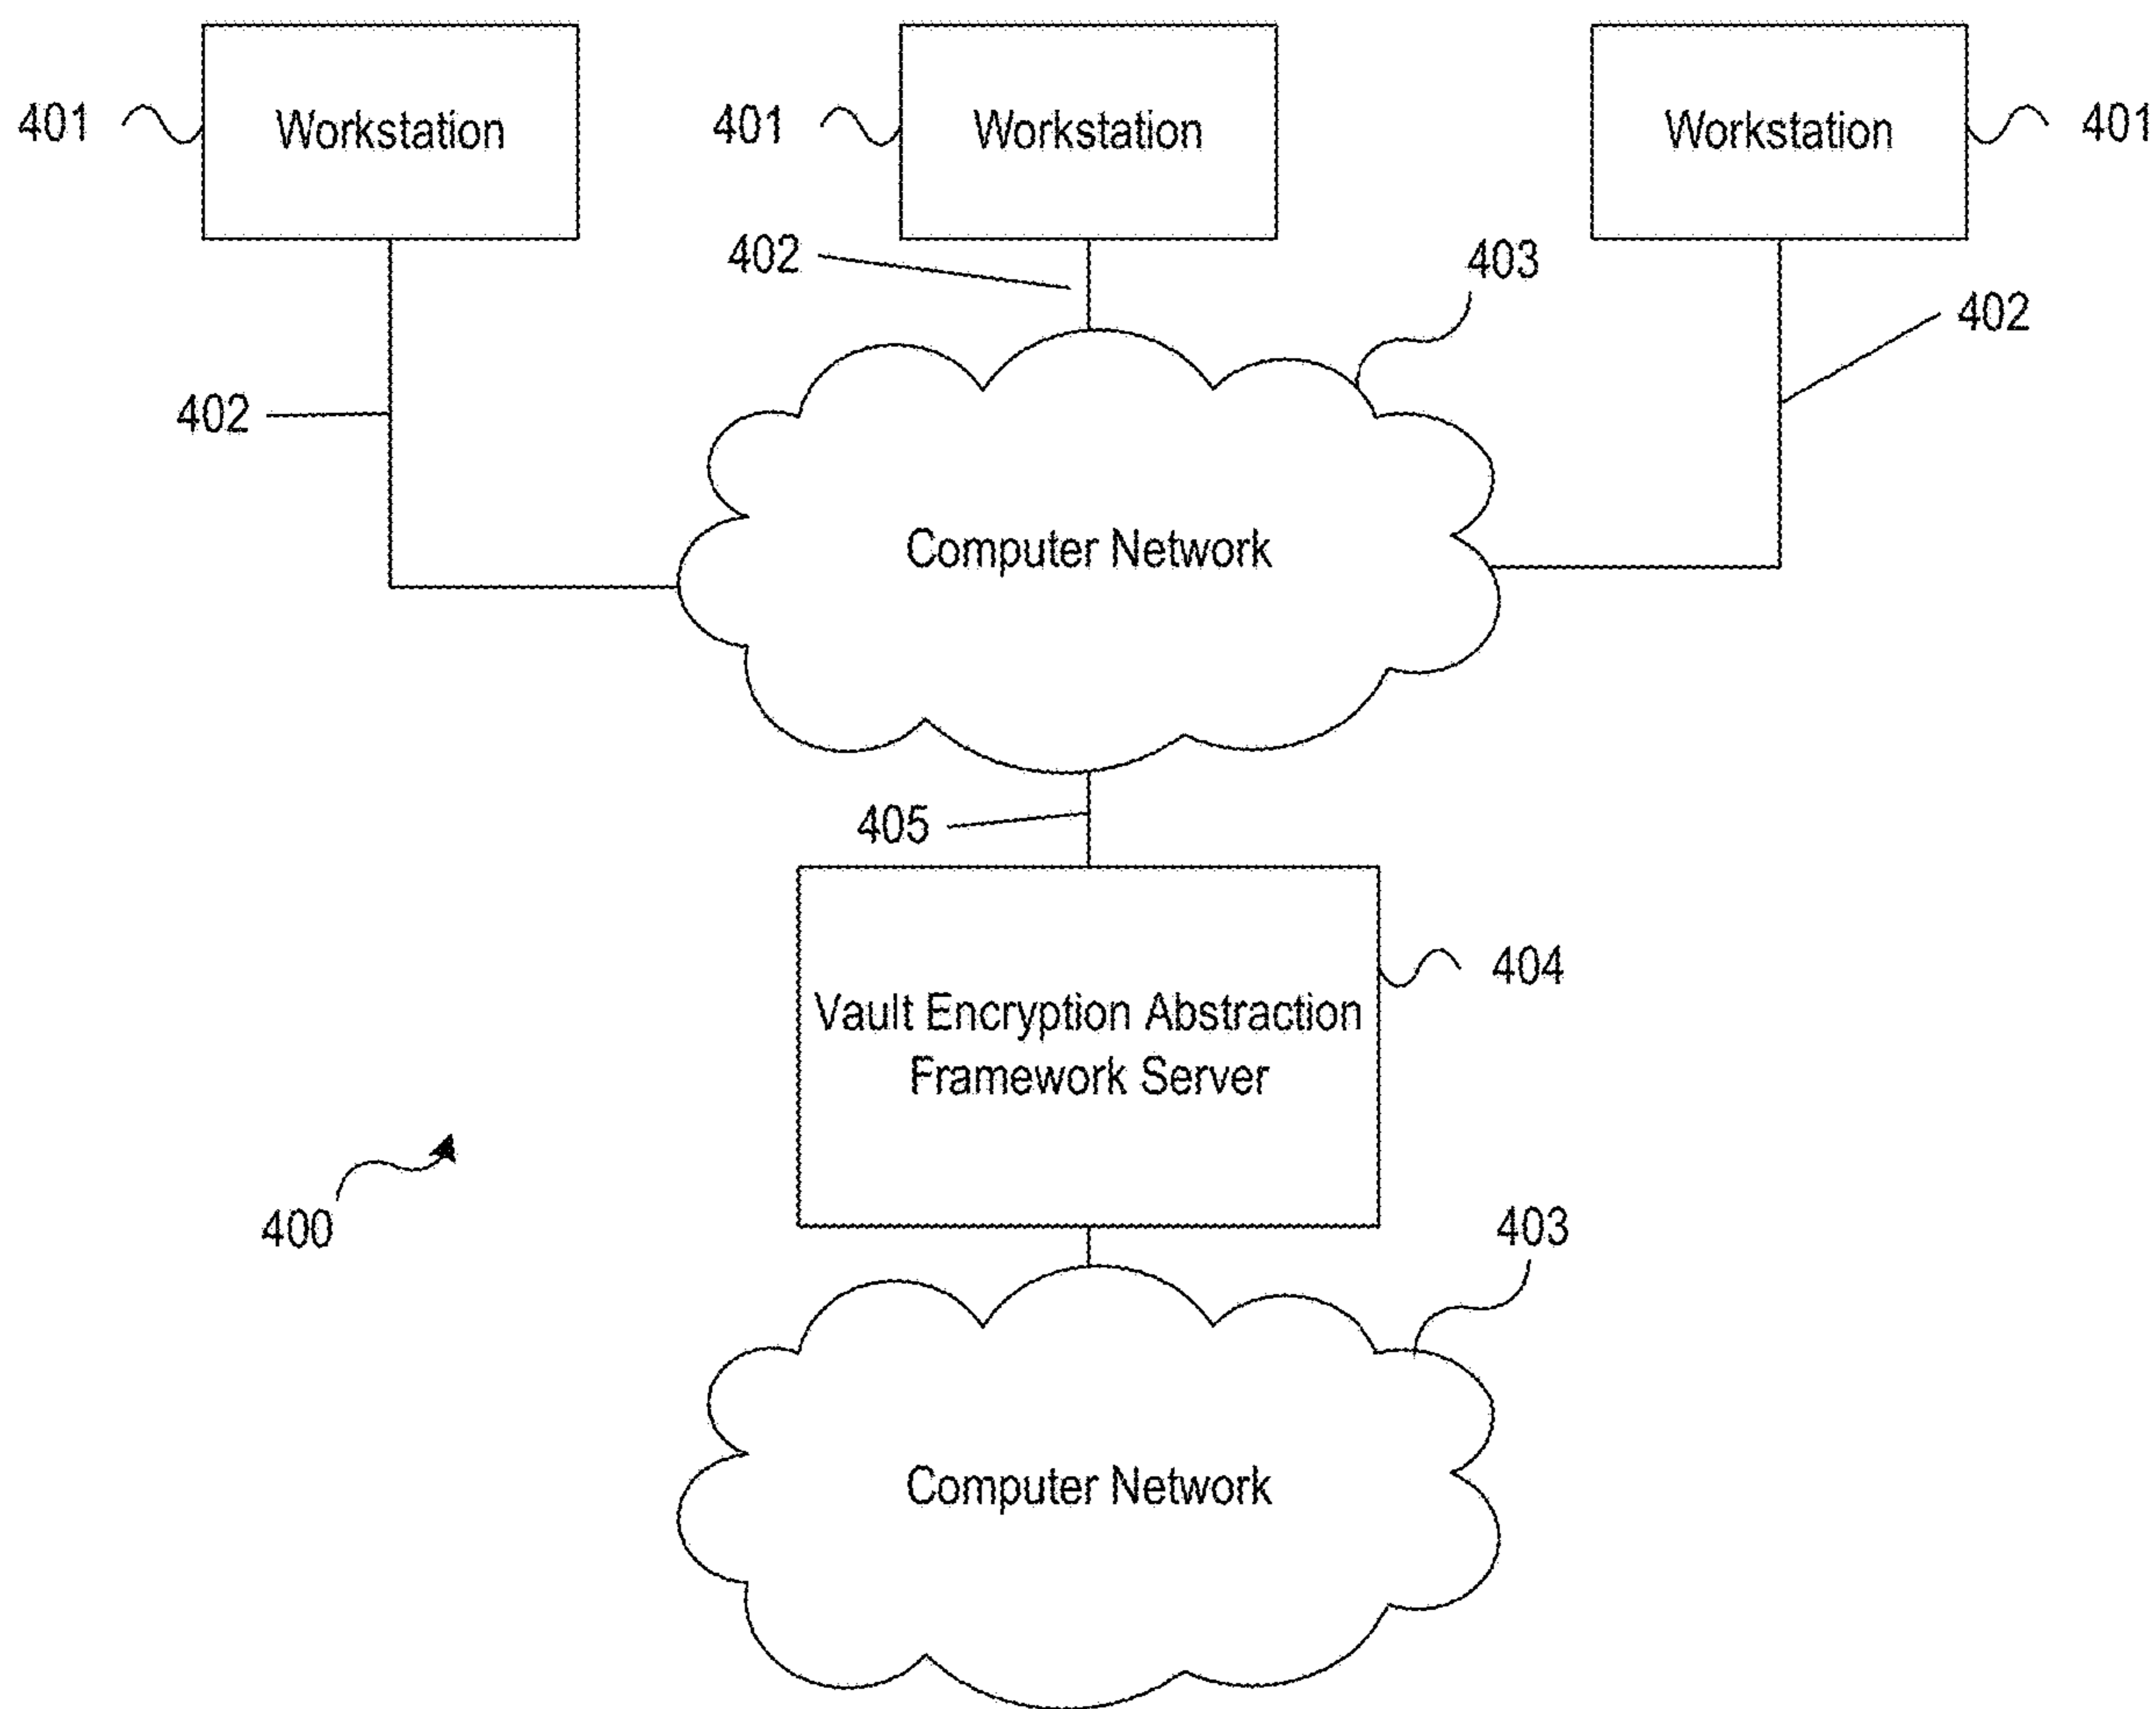 401
Workstation
401
Workstation
Workstation
401
402
403
402
402
Computer Network
405
404
Vault Encryption Abstraction
Framework Server
400
403
Computer Network